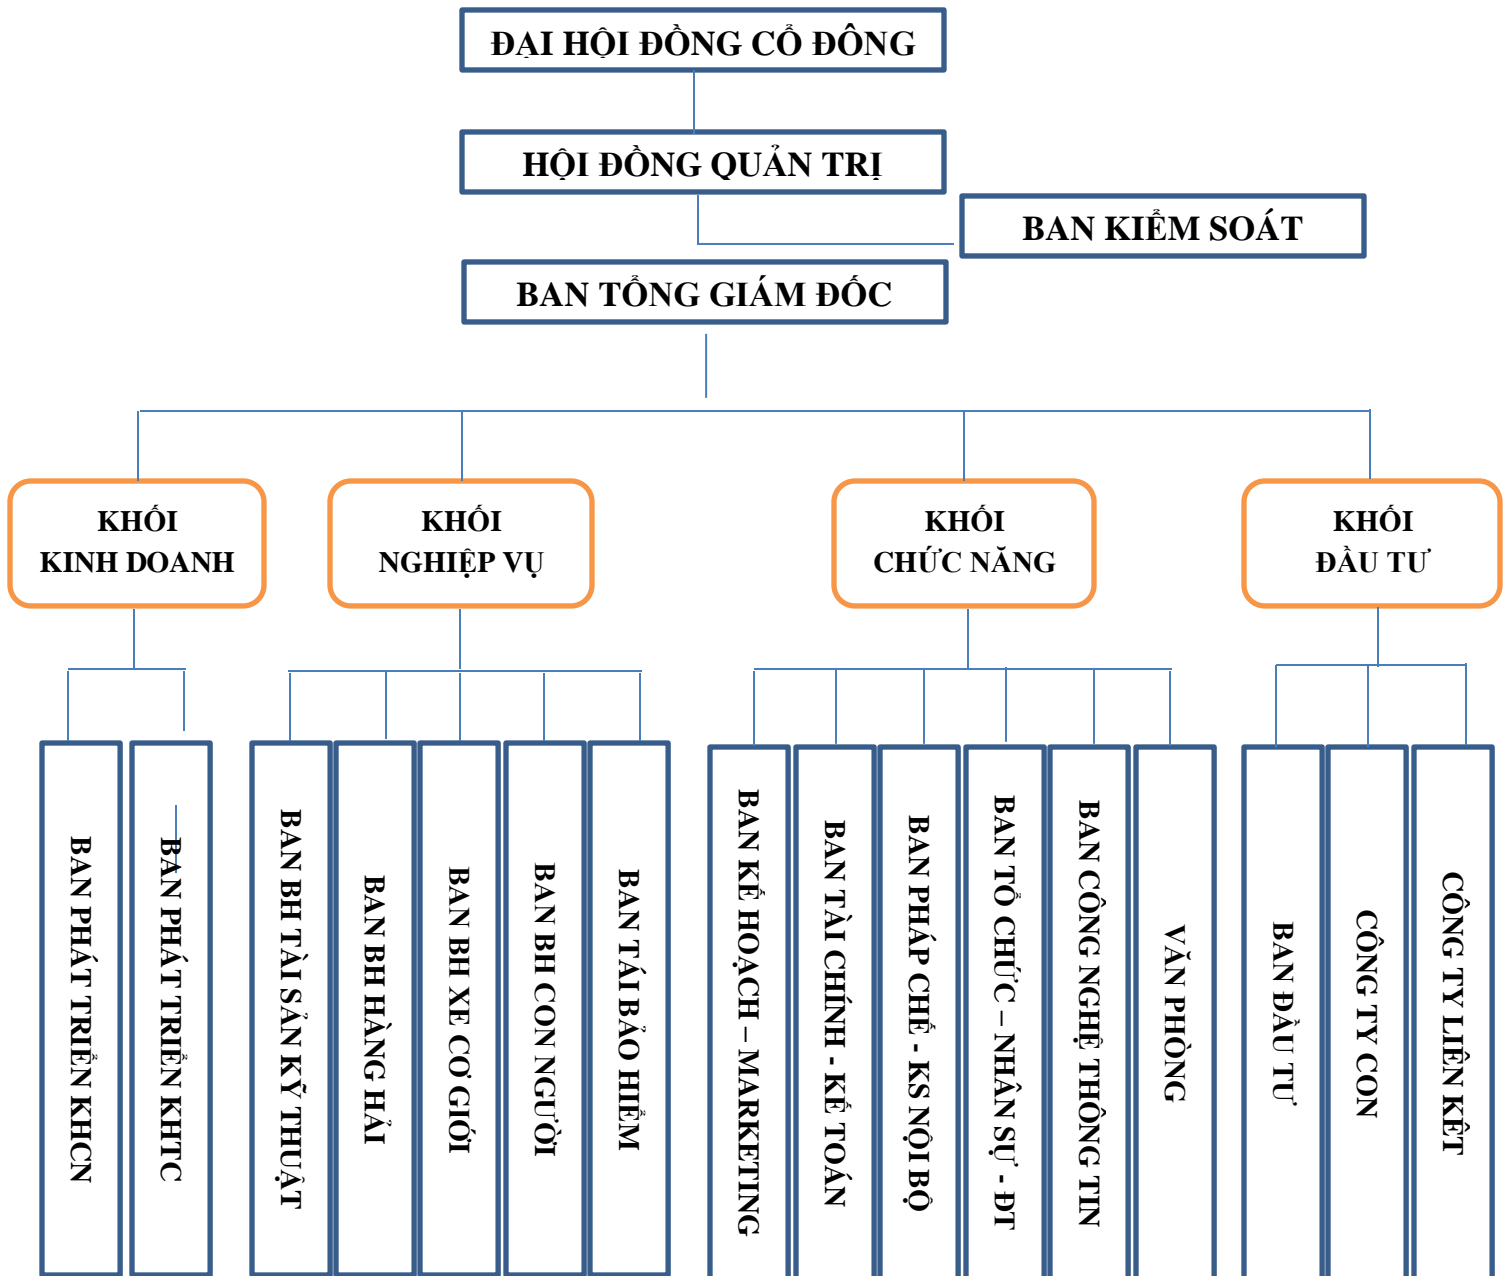 ĐẠI HỘI ĐỒNG CỔ ĐÔNG
HỘI ĐỒNG QUẢN TRỊ
BAN KIỂM SOÁT
BAN TỔNG GIÁM ĐỐC
KHỐI
KINH DOANH
KHỐI
NGHIỆP VỤ
KHỐI
CHỨC NĂNG
KHỐI
ĐẦU TƯ
BAN PHÁT TRIỂN KHCN
BAN PHÁT TRIỂN KHTC
BAN BH TÀI SẢN KỸ THUẬT
BAN BH HÀNG HẢI
BAN BH XE CƠ GIỚI
BAN BH CON NGƯỜI
BAN TÁI BẢO HIỂM
BAN KẾ HOẠCH – MARKETING
BAN TÀI CHÍNH - KẾ TOÁN
BAN PHÁP CHẾ - KS NỘI BỘ
BAN TỔ CHỨC – NHÂN SỰ - ĐT
BAN CÔNG NGHỆ THÔNG TIN
VĂN PHÒNG
BAN ĐẦU TƯ
CÔNG TY CON
CÔNG TY LIÊN KẾT